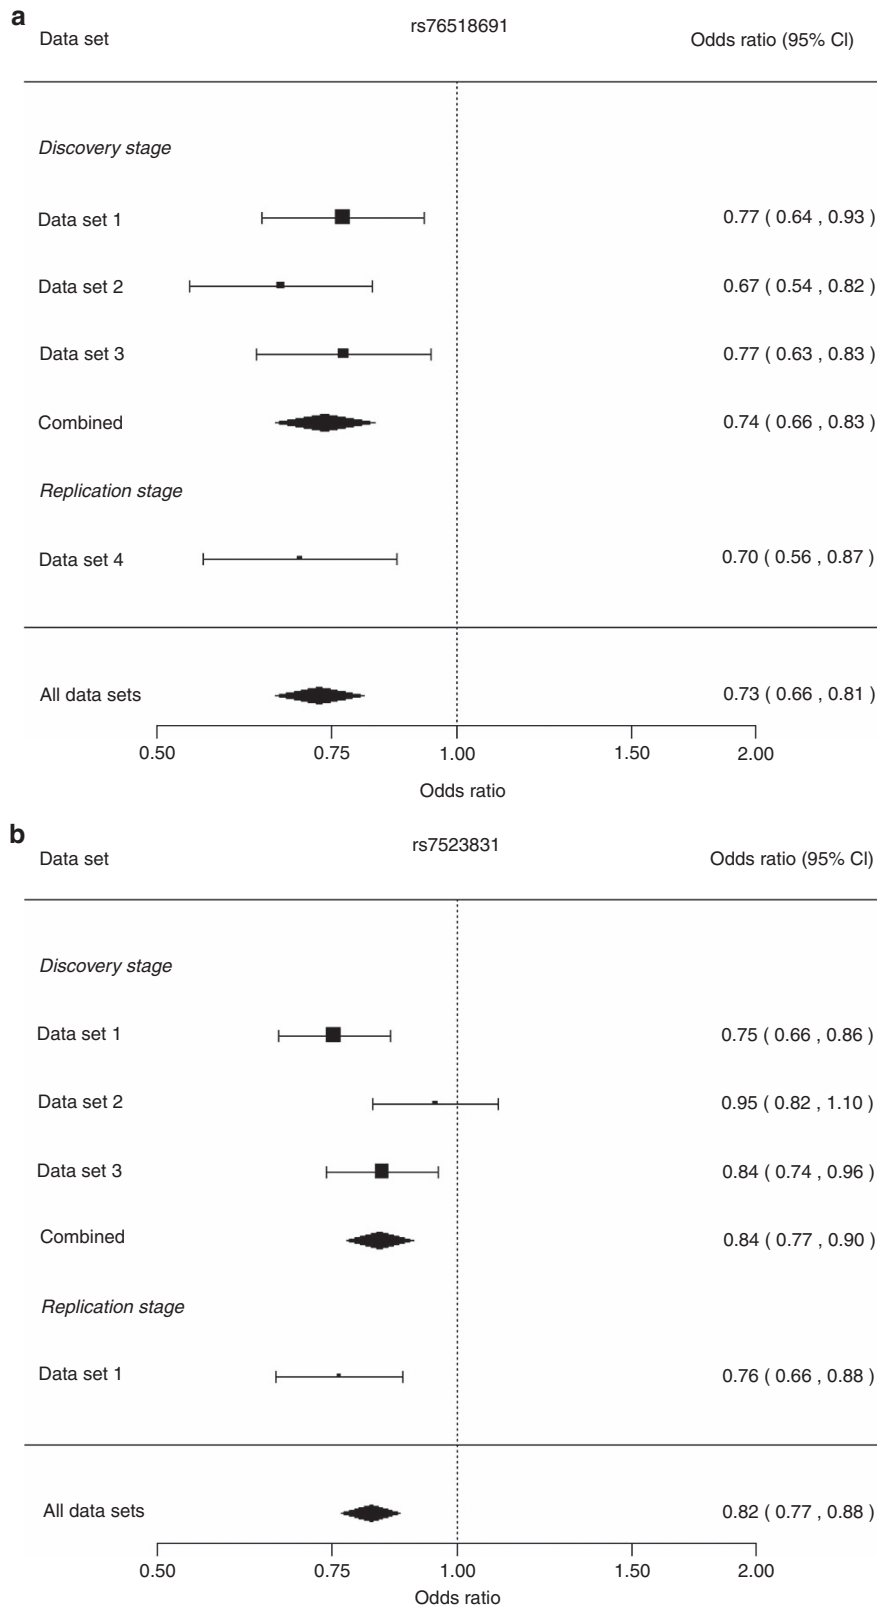 a
rs76518691
Data set Odds ratio (95% CI)
Discovery stage
Data set 1 0.77 ( 0.64 , 0.93 )
Data set 2 0.67 ( 0.54 , 0.82 )
Data set 3 0.77 ( 0.63 , 0.83 )
Combined 0.74 ( 0.66 , 0.83 )
Replication stage
Data set 4 0.70 ( 0.56 , 0.87 )
All data sets 0.73 ( 0.66 , 0.81 )
0.50 0.75 1.00 1.50 2.00
Odds ratio
b
rs7523831
Data set Odds ratio (95% CI)
Discovery stage
Data set 1 0.75 ( 0.66 , 0.86 )
Data set 2 0.95 ( 0.82 , 1.10 )
Data set 3 0.84 ( 0.74 , 0.96 )
Combined 0.84 ( 0.77 , 0.90 )
Replication stage
Data set 1 0.76 ( 0.66 , 0.88 )
All data sets 0.82 ( 0.77 , 0.88 )
0.50 0.75 1.00 1.50 2.00
Odds ratio